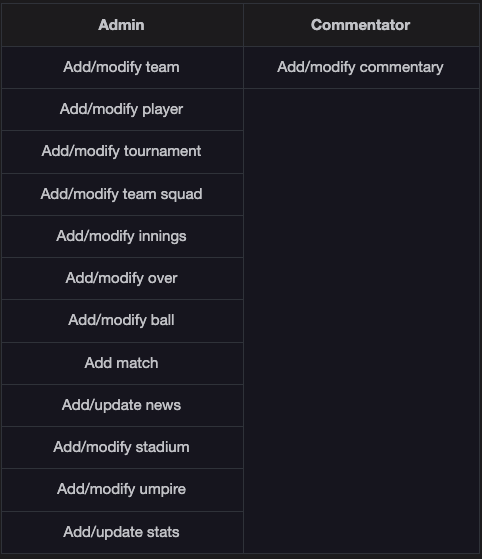 Admin Commentator
Add/modify team Add/modify commentary
Add/modify player
Add/modify tournament
Add/modify team squad
Add/modify innings
Add/modify over
Add/modify ball
Add match
Add/update news
Add/modify stadium
Add/modify umpire
Add/update stats